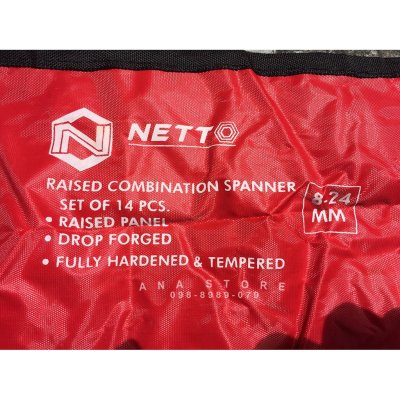 N NETTO
RAISED COMBINATION SPANNER
SET OF 14 PCS.
8-24
MM
• RAISED PANEL
• DROP FORGED
• FULLY HARDENED & TEMPERED
ANA STORE
098-8989-079